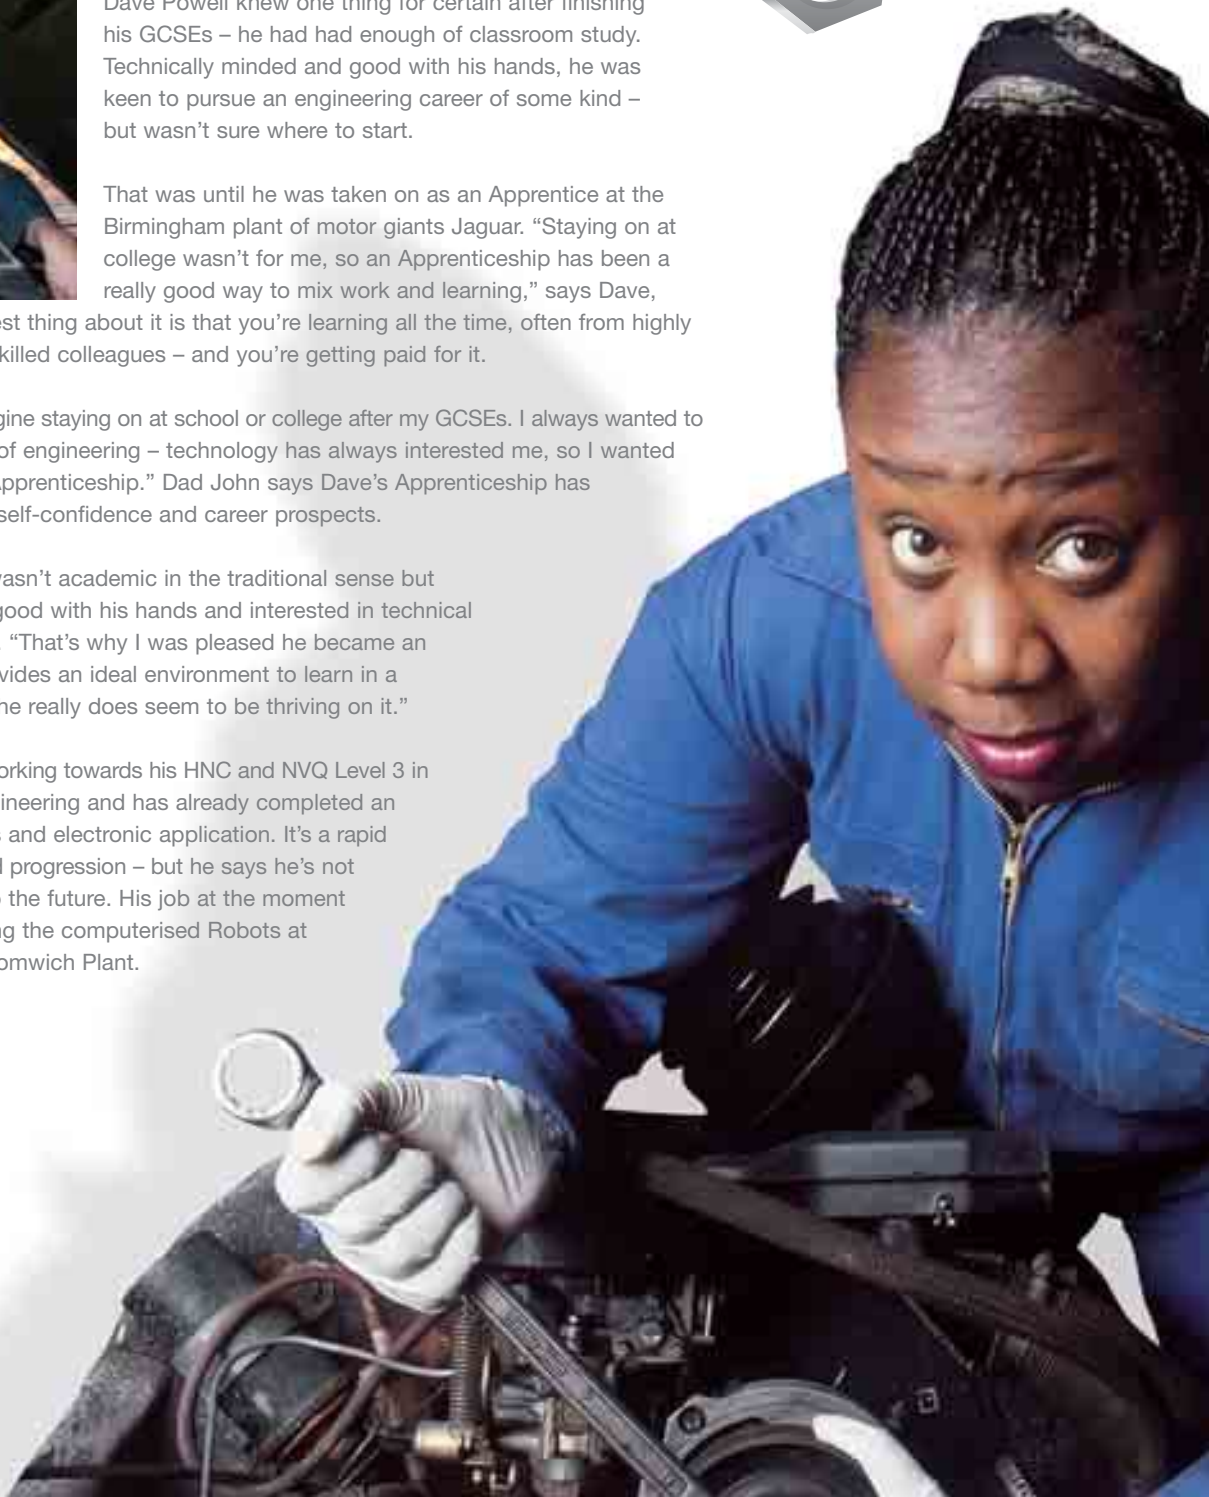 Dave Powell knew one thing for certain after finishing
his GCSEs – he had had enough of classroom study.
Technically minded and good with his hands, he was
keen to pursue an engineering career of some kind –
but wasn't sure where to start.
That was until he was taken on as an Apprentice at the
Birmingham plant of motor giants Jaguar. “Staying on at
college wasn't for me, so an Apprenticeship has been a
really good way to mix work and learning,” says Dave,
thing about it is that you're learning all the time, often from highly
colleagues – and you're getting paid for it.
staying on at school or college after my GCSEs. I always wanted to
of engineering – technology has always interested me, so I wanted
Apprenticeship.” Dad John says Dave's Apprenticeship has
self-confidence and career prospects.
wasn't academic in the traditional sense but
good with his hands and interested in technical
“That's why I was pleased he became an
an ideal environment to learn in a
he really does seem to be thriving on it.”
towards his HNC and NVQ Level 3 in
and has already completed an
and electronic application. It's a rapid
progression – but he says he's not
the future. His job at the moment
the computerised Robots at
Plant.